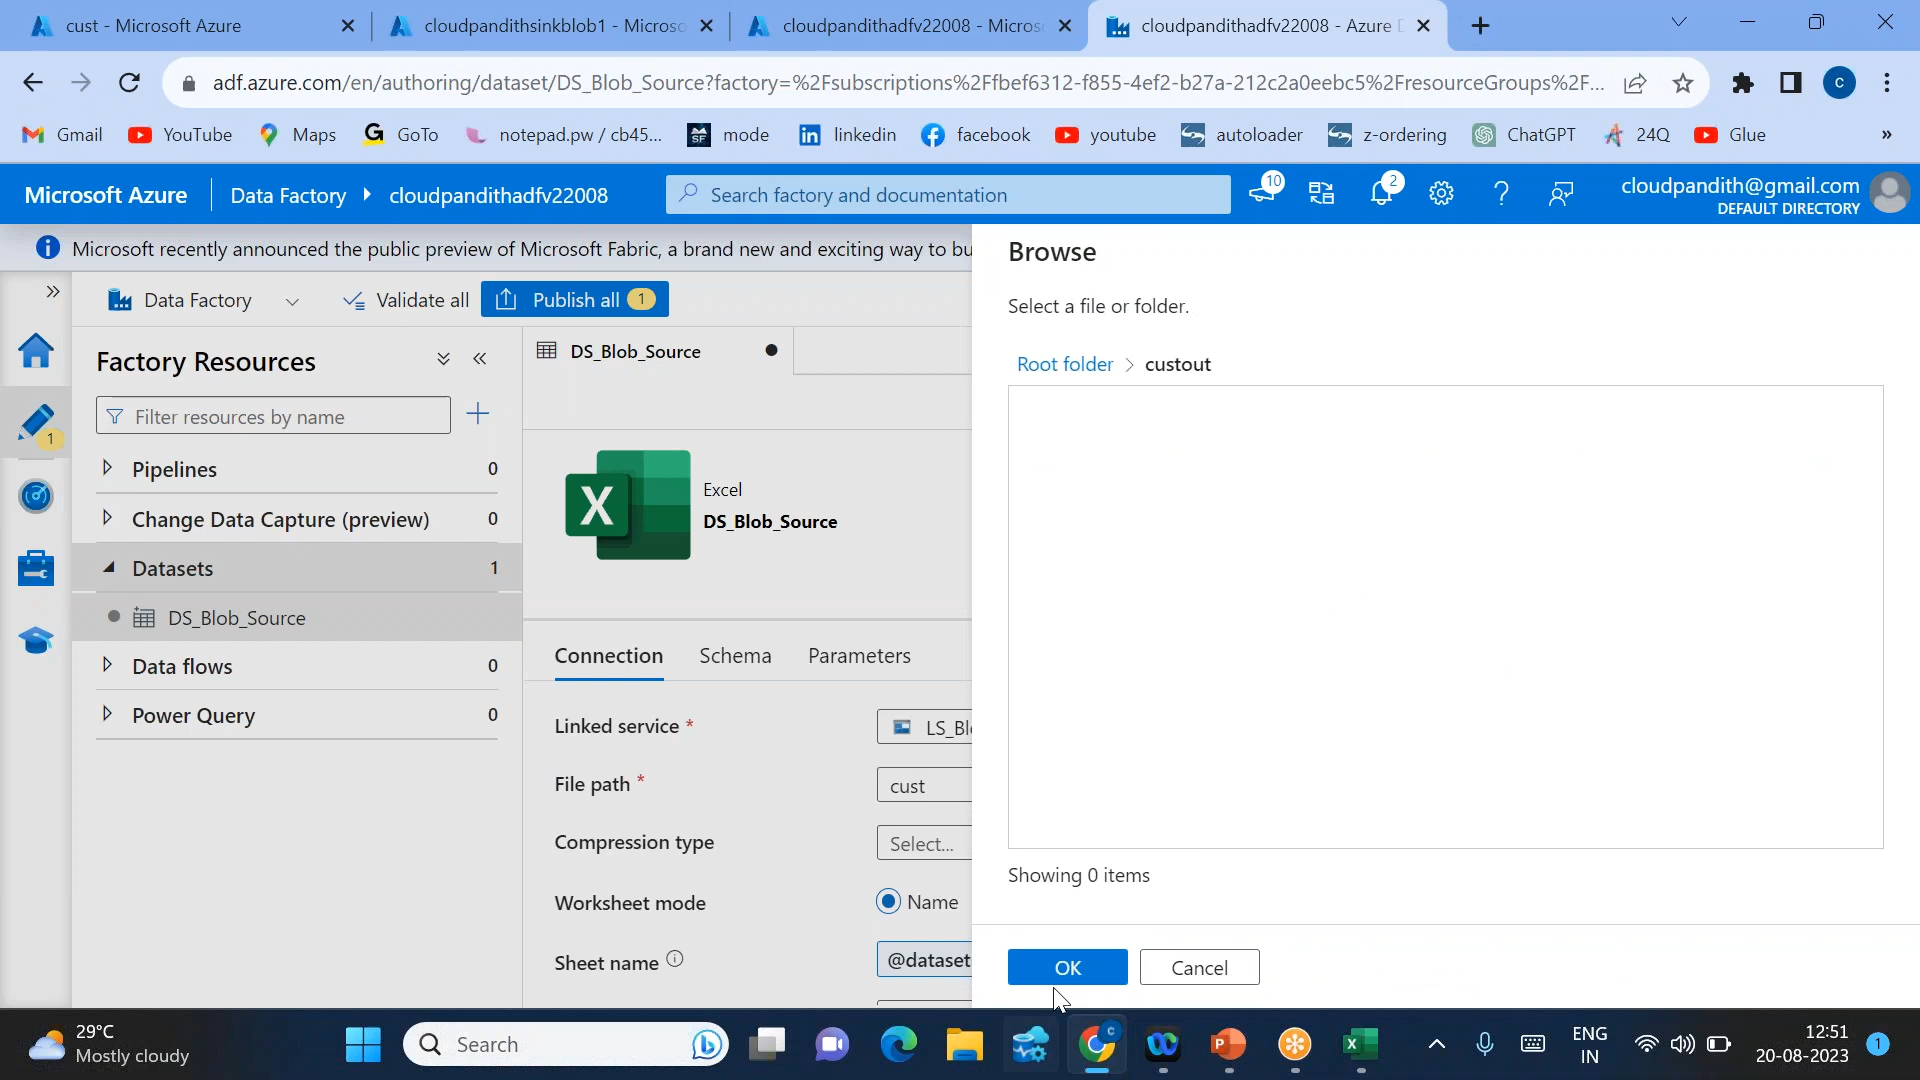 cust - Microsoft Azure
cloudpandithsinkblob1 - Microso
cloudpandithadfv22008 - Micros
cloudpandithadfv22008 - Azure D
adf.azure.com/en/authoring/dataset/DS_Blob_Source?factory=%2Fsubscriptions%2Ffbef6312-f855-4ef2-b27a-212c2a0eebc5%2FresourceGroups%2F...
c
Gmail
YouTube
Maps
GoTo
notepad.pw / cb45...
mode
linkedin
facebook
youtube
autoloader
z-ordering
ChatGPT
24Q
Glue
»
Microsoft Azure
Data Factory
cloudpandithadfv22008
Search factory and documentation
10
2
cloudpandith@gmail.com
DEFAULT DIRECTORY
Microsoft recently announced the public preview of Microsoft Fabric, a brand new and exciting way to bu
Data Factory
Validate all
Publish all 1
Factory Resources
Filter resources by name
1
Pipelines 0
Change Data Capture (preview) 0
Datasets 1
DS_Blob_Source
Data flows 0
Power Query 0
DS_Blob_Source
Excel
DS_Blob_Source
Connection
Schema
Parameters
Linked service *
LS_Bl
File path *
cust
Compression type
Select...
Worksheet mode
Name
Sheet name
@dataset
Browse
Select a file or folder.
Root folder > custout
Showing 0 items
OK
Cancel
29°C
Mostly cloudy
Search
ENG
IN
12:51
20-08-2023
1